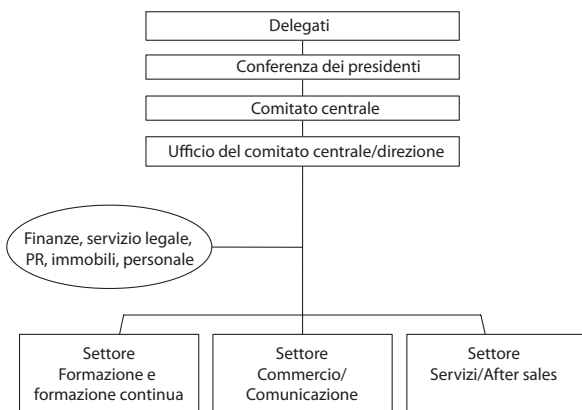 Delegati
Conferenza dei presidenti
Comitato centrale
Ufficio del comitato centrale/direzione
Finanze, servizio legale,
PR, immobili, personale
Settore
Formazione e
formazione continua
Settore
Commercio/
Comunicazione
Settore
Servizi/After sales